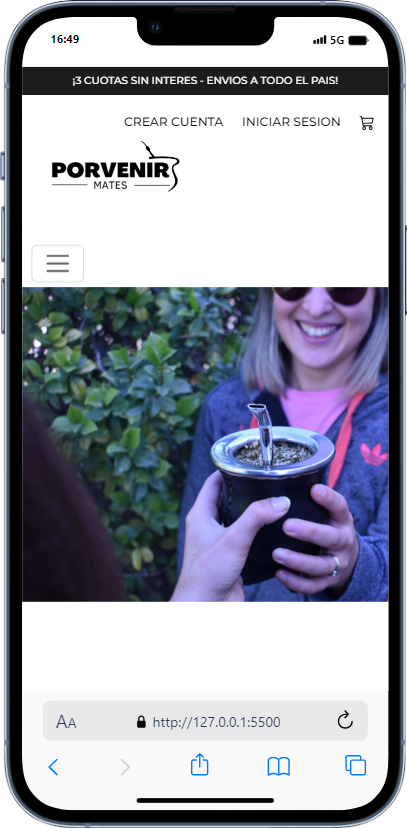 16:49
5G
¡3 CUOTAS SIN INTERES - ENVIOS A TODO EL PAIS!
CREAR CUENTA INICIAR SESION
PORVENIR
MATES
AA http://127.0.0.1:5500